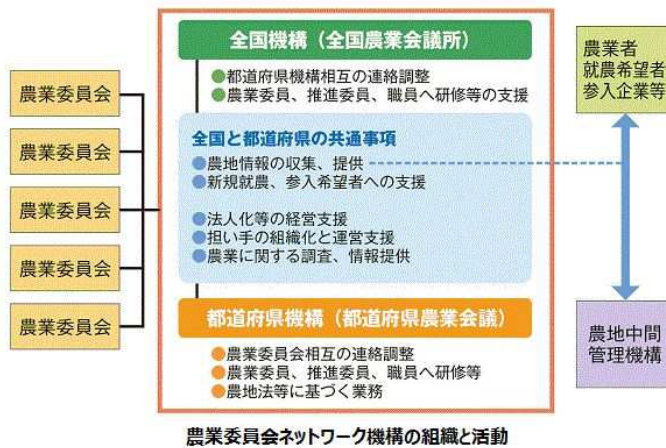 農業委員会
農業委員会
農業委員会
農業委員会
農業委員会
全国機構（全国農業会議所）
●都道府県機構相互の連絡調整
●農業委員、推進委員、職員へ研修等の支援
全国と都道府県の共通事項
●農地情報の収集、提供
●新規就農、参入希望者への支援
●法人化等の経営支援
●担い手の組織化と運営支援
●農業に関する調査、情報提供
都道府県機構（都道府県農業会議）
●農業委員会相互の連絡調整
●農業委員、推進委員、職員へ研修等
●農地法等に基づく業務
農業者
就農希望者
参入企業等
農地中間
管理機構
農業委員会ネットワーク機構の組織と活動